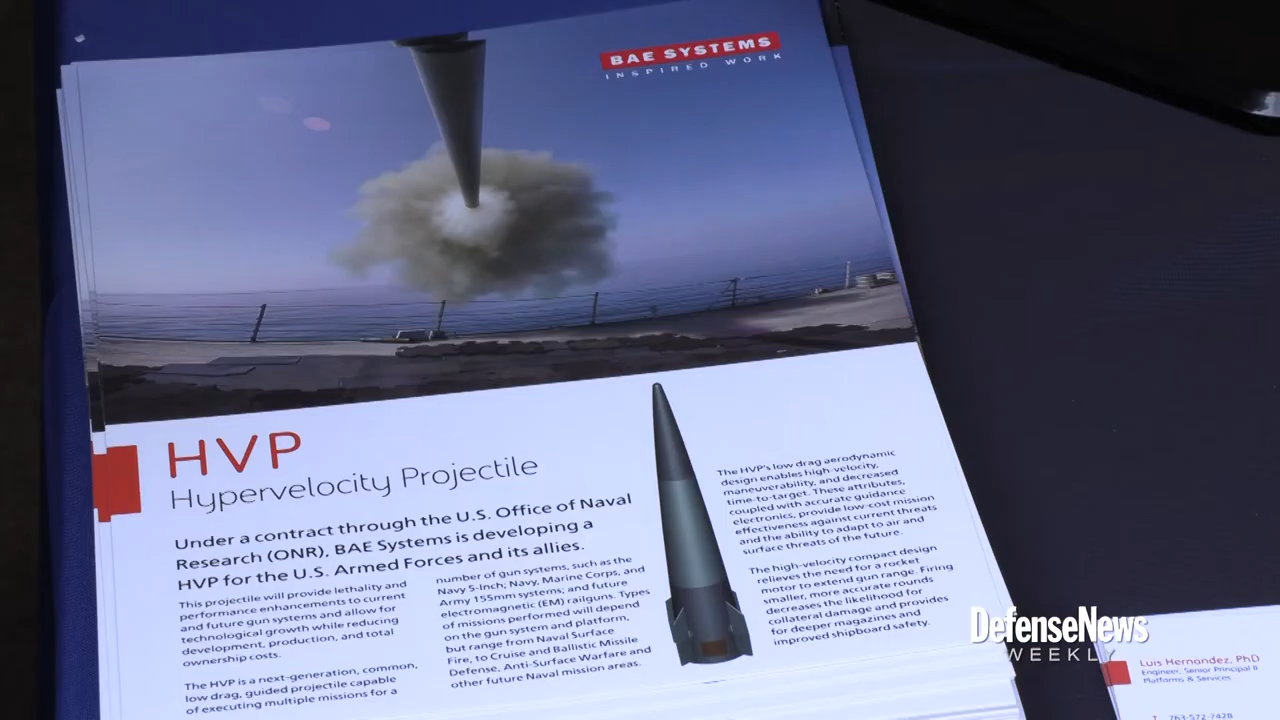 BAE SYSTEMS
INSPIRED WORK
HVP
Hypervelocity Projectile
Under a contract through the U.S. Office of Naval
Research (ONR), BAE Systems is developing a
HVP for the U.S. Armed Forces and its allies.
This projectile will provide lethality and
performance enhancements to current
and future gun systems and allow for
technological growth while reducing
development, production, and total
ownership costs.
The HVP is a next-generation, common,
low drag, guided projectile capable
of executing multiple missions for a
number of gun systems, such as the
Navy 5-Inch; Navy, Marine Corps, and
Army 155mm systems; and future
electromagnetic (EM) railguns. Types
of missions performed will depend
on the gun system and platform,
but range from Naval Surface
Fire, to Cruise and Ballistic Missile
Defense, Anti-Surface Warfare and
other future Naval mission areas.
The HVP's low drag aerodynamic
design enables high-velocity,
maneuverability, and decreased
time-to-target. These attributes,
coupled with accurate guidance
electronics, provide low-cost mission
effectiveness against current threats
and the ability to adapt to air and
surface threats of the future.
The high-velocity compact design
relieves the need for a rocket
motor to extend gun range. Firing
smaller, more accurate rounds
decreases the likelihood for
collateral damage and provides
for deeper magazines and
improved shipboard safety.
DefenseNews
WEEKLY
Luis Hernandez, PhD
Engineer, Senior Principal II
Platforms & Services
T 763-572-7428